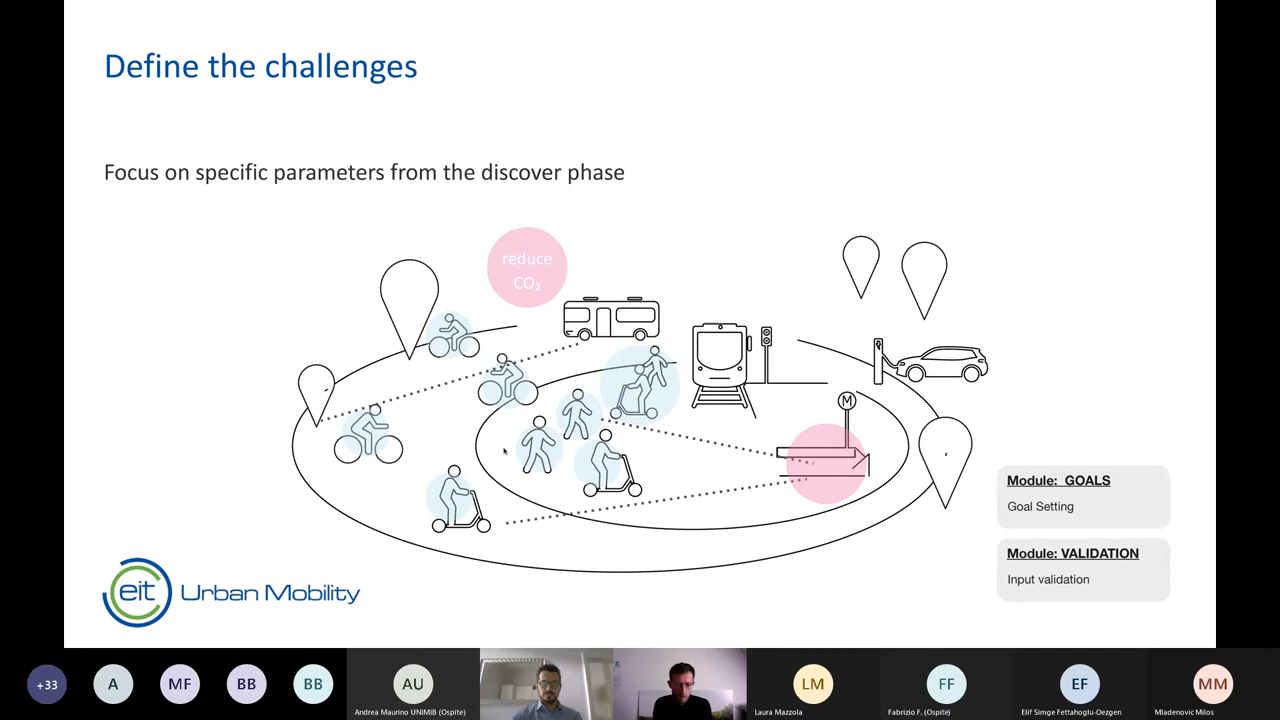 Define the challenges
Focus on specific parameters from the discover phase
reduce
CO₂
M
Module:  GOALS
Goal Setting
Module: VALIDATION
Input validation
eit Urban Mobility
+33
A
MF
BB
BB
AU
Andrea Maurino UNIMIB (Ospite)
LM
Laura Mazzola
FF
Fabrizio F. (Ospite)
EF
Elif Simge Fettahoglu-Oezgen
MM
Mladenovic Milos